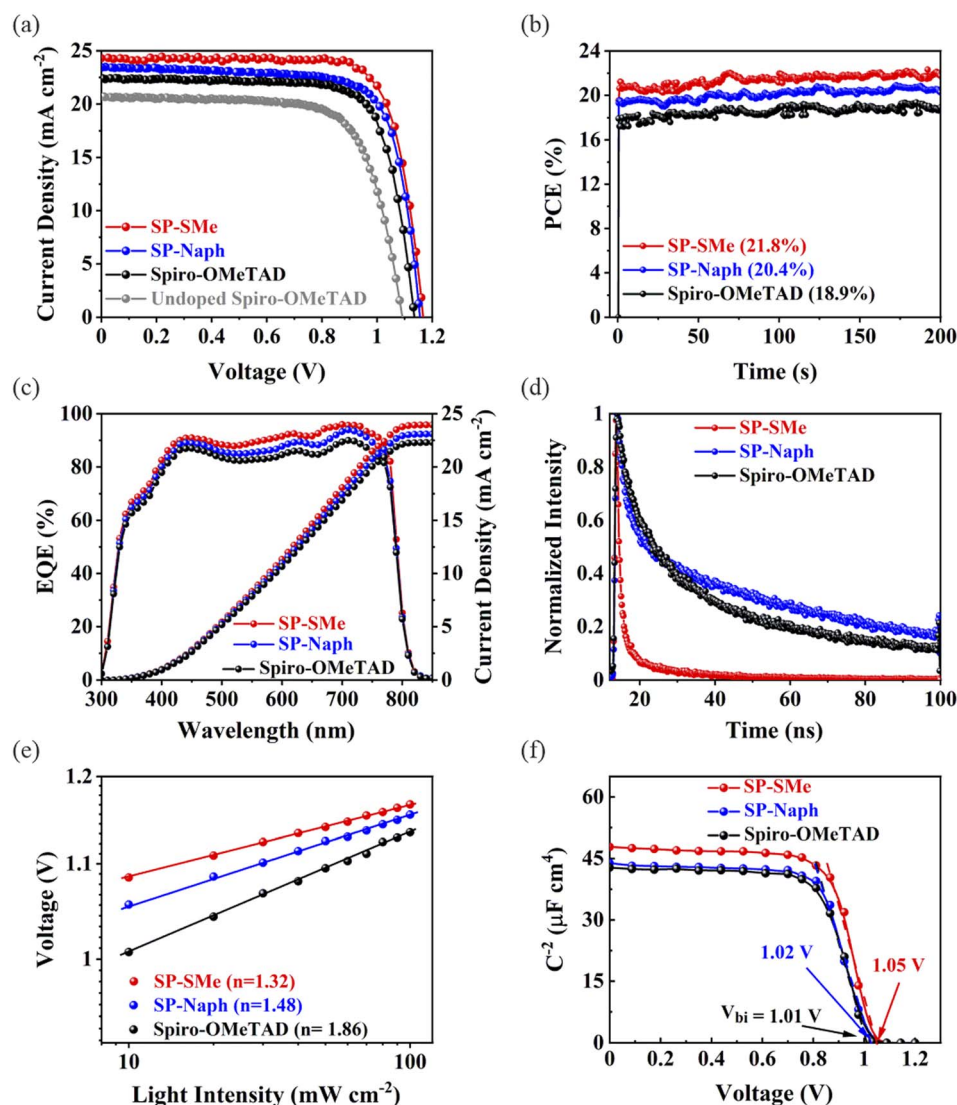 (a)
25
20
15
10
5
0
Current Density (mA cm-2)
SP-SMe
SP-Naph
Spiro-OMeTAD
Undoped Spiro-OMeTAD
0 0.2 0.4 0.6 0.8 1 1.2
Voltage (V)
(b)
24
22
20
16
12
8
4
0
PCE (%)
SP-SMe (21.8%)
SP-Naph (20.4%)
Spiro-OMeTAD (18.9%)
0 50 100 150 200
Time (s)
(c)
100
80
60
40
20
0
EQE (%)
25
20
15
10
5
0
Current Density (mA cm-2)
SP-SMe
SP-Naph
Spiro-OMeTAD
300 400 500 600 700 800
Wavelength (nm)
(d)
1
0.8
0.6
0.4
0.2
0
Normalized Intensity
SP-SMe
SP-Naph
Spiro-OMeTAD
20 40 60 80 100
Time (ns)
(e)
1.2
1.1
1
Voltage (V)
SP-SMe (n=1.32)
SP-Naph (n=1.48)
Spiro-OMeTAD (n= 1.86)
10 100
Light Intensity (mW cm-2)
(f)
60
45
30
15
0
C-2 (μF cm4)
SP-SMe
SP-Naph
Spiro-OMeTAD
1.02 V
1.05 V
Vbi = 1.01 V
0 0.2 0.4 0.6 0.8 1 1.2
Voltage (V)